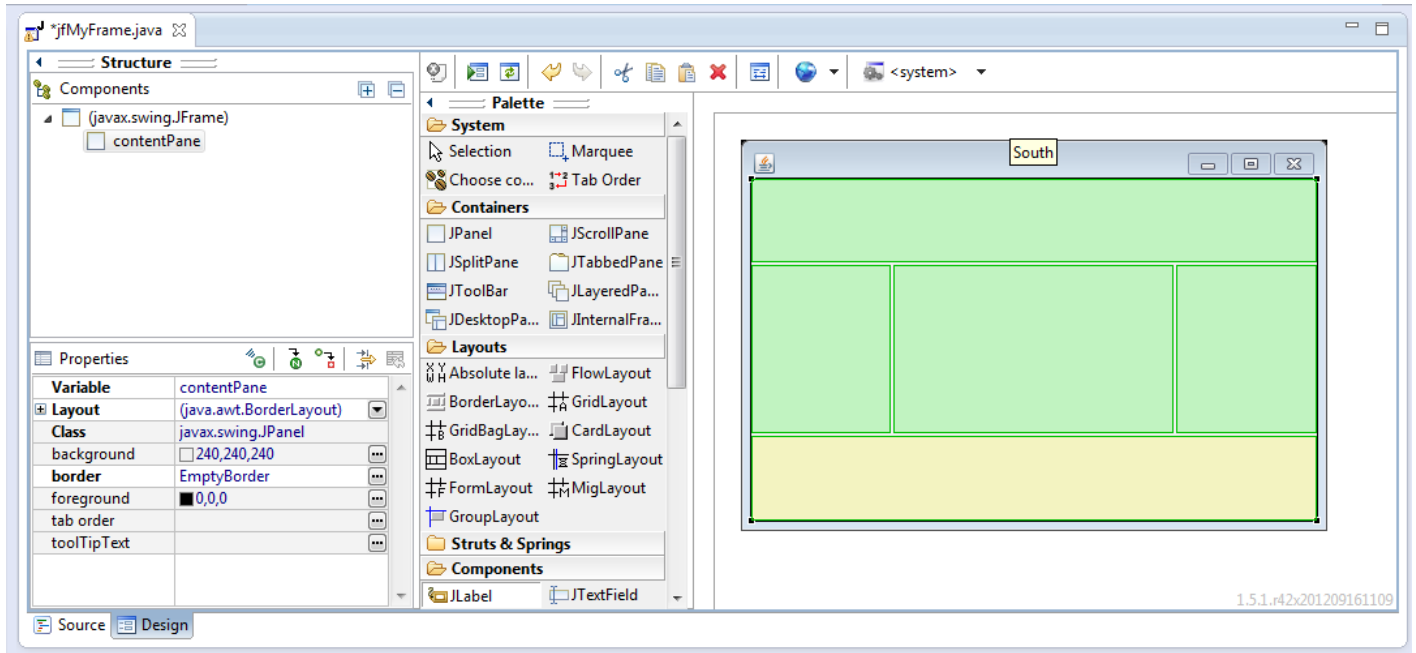 *jfMyFrame.java
Structure
Components
(javax.swing.JFrame)
contentPane
Properties
Variable contentPane
Layout (java.awt.BorderLayout)
Class javax.swing.JPanel
background 240,240,240
border EmptyBorder
foreground 0,0,0
tab order
toolTipText
<system>
Palette
System
Selection Marquee
Choose co... Tab Order
Containers
JPanel JScrollPane
JSplitPane JTabbedPane
JToolBar JLayeredPa...
JDesktopPa... JInternalFra...
Layouts
Absolute la... FlowLayout
BorderLayo... GridLayout
GridBagLay... CardLayout
BoxLayout SpringLayout
FormLayout MigLayout
GroupLayout
Struts & Springs
Components
JLabel JTextField
South
1.5.1.r42x201209161109
Source Design